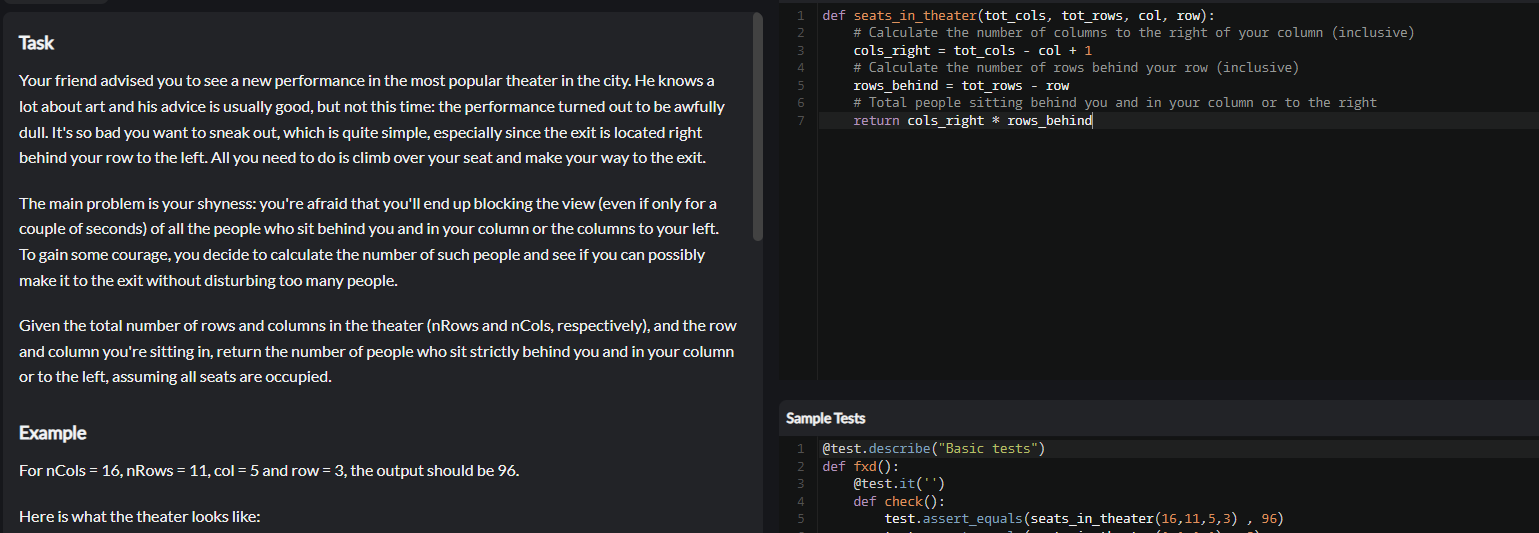 Task
Your friend advised you to see a new performance in the most popular theater in the city. He knows a
lot about art and his advice is usually good, but not this time: the performance turned out to be awfully
dull. It's so bad you want to sneak out, which is quite simple, especially since the exit is located right
behind your row to the left. All you need to do is climb over your seat and make your way to the exit.
The main problem is your shyness: you're afraid that you'll end up blocking the view (even if only for a
couple of seconds) of all the people who sit behind you and in your column or the columns to your left.
To gain some courage, you decide to calculate the number of such people and see if you can possibly
make it to the exit without disturbing too many people.
Given the total number of rows and columns in the theater (nRows and nCols, respectively), and the row
and column you're sitting in, return the number of people who sit strictly behind you and in your column
or to the left, assuming all seats are occupied.
Example
For nCols = 16, nRows = 11, col = 5 and row = 3, the output should be 96.
Here is what the theater looks like:
1 def seats_in_theater(tot_cols, tot_rows, col, row):
2 # Calculate the number of columns to the right of your column (inclusive)
3 cols_right = tot_cols - col + 1
4 # Calculate the number of rows behind your row (inclusive)
5 rows_behind = tot_rows - row
6 # Total people sitting behind you and in your column or to the right
7 return cols_right * rows_behind
Sample Tests
1 @test.describe("Basic tests")
2 def fxd():
3 @test.it('')
4 def check():
5 test.assert_equals(seats_in_theater(16,11,5,3) , 96)